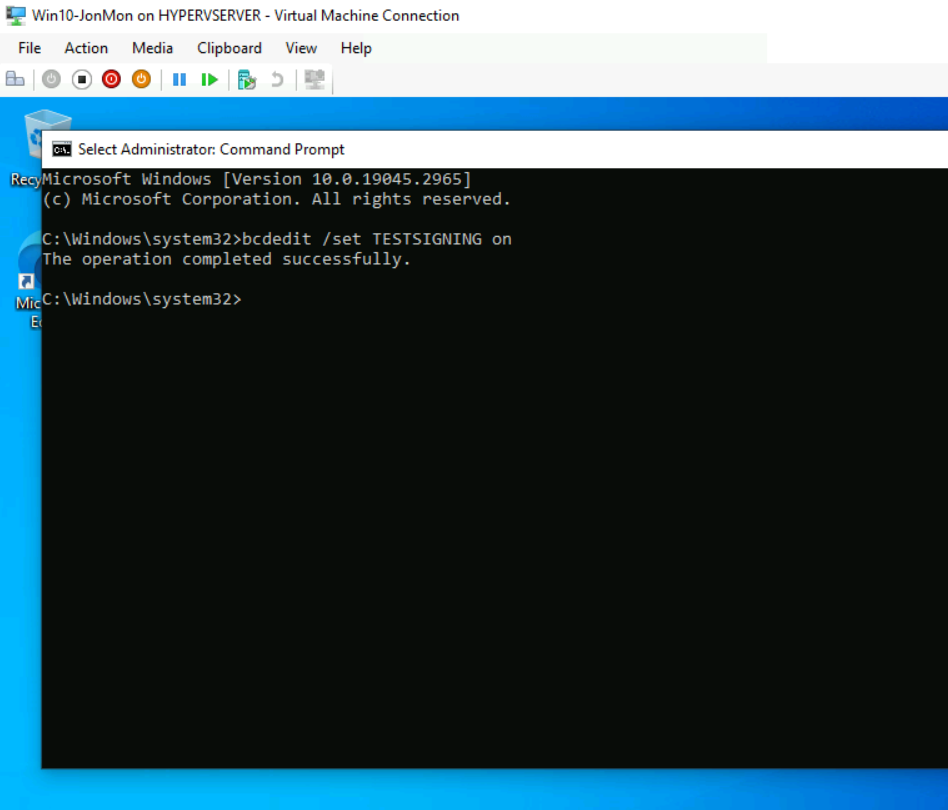 Win10-JonMon on HYPERVSERVER - Virtual Machine Connection
File Action Media Clipboard View Help
Select Administrator: Command Prompt
Recy
Microsoft Windows [Version 10.0.19045.2965]
(c) Microsoft Corporation. All rights reserved.
C:\Windows\system32>bcdedit /set TESTSIGNING on
The operation completed successfully.
Mic
C:\Windows\system32>
E